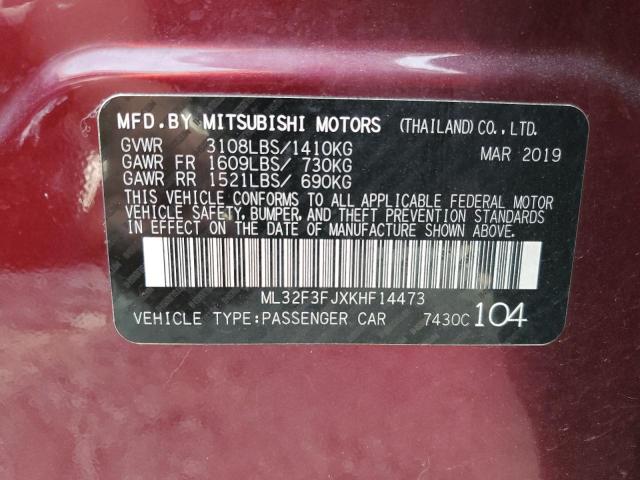 MFD.BY MITSUBISHI MOTORS (THAILAND)CO.,LTD.
GVWR 3108LBS/1410KG MAR 2019
GAWR FR 1609LBS/ 730KG
GAWR RR 1521LBS/ 690KG
THIS VEHICLE CONFORMS TO ALL APPLICABLE FEDERAL MOTOR
VEHICLE SAFETY, BUMPER, AND THEFT PREVENTION STANDARDS
IN EFFECT ON THE DATE OF MANUFACTURE SHOWN ABOVE.
ML32F3FJXKHF14473
VEHICLE TYPE:PASSENGER CAR 7430C 104